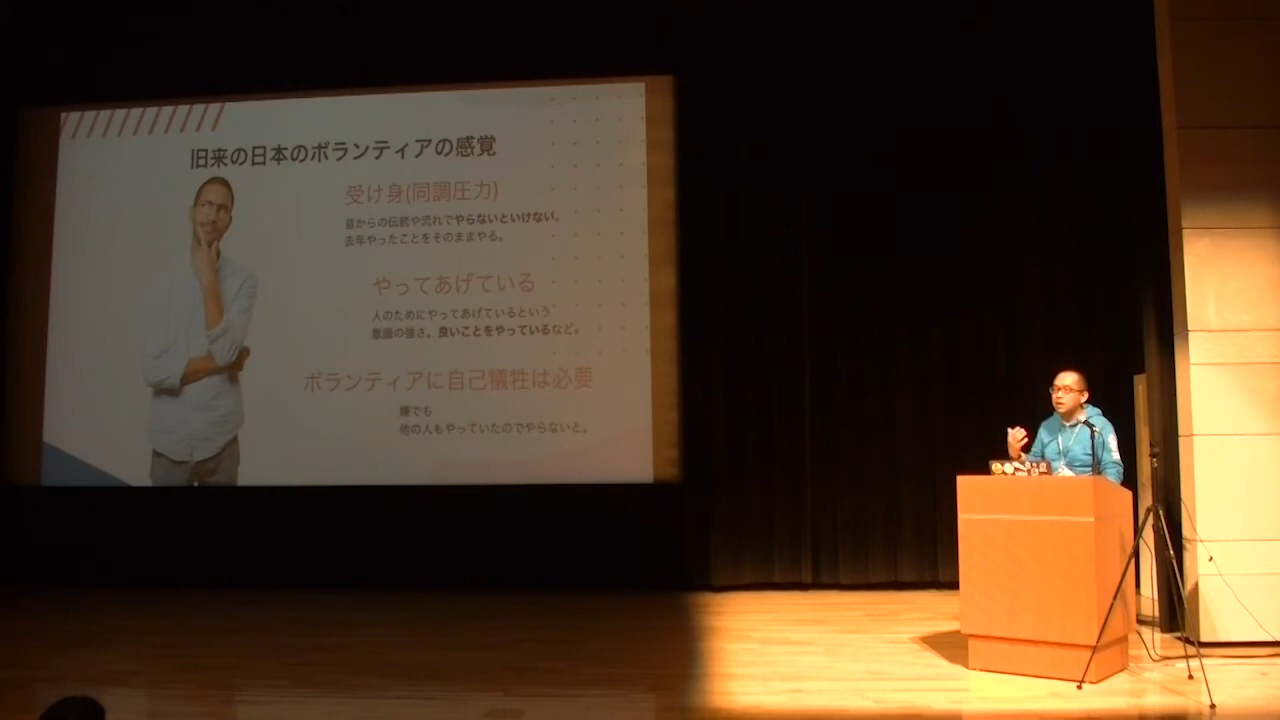 旧来の日本のボランティアの感覚
受け身(同調圧力)
昔からの伝統や流れでやらないといけない。
去年やったことをそのままやる。
やってあげている
人のためにやってあげているという
意識の強さ。良いことをやっているなど。
ボランティアに自己犠牲は必要
嫌でも
他の人もやっていたのでやらないと。